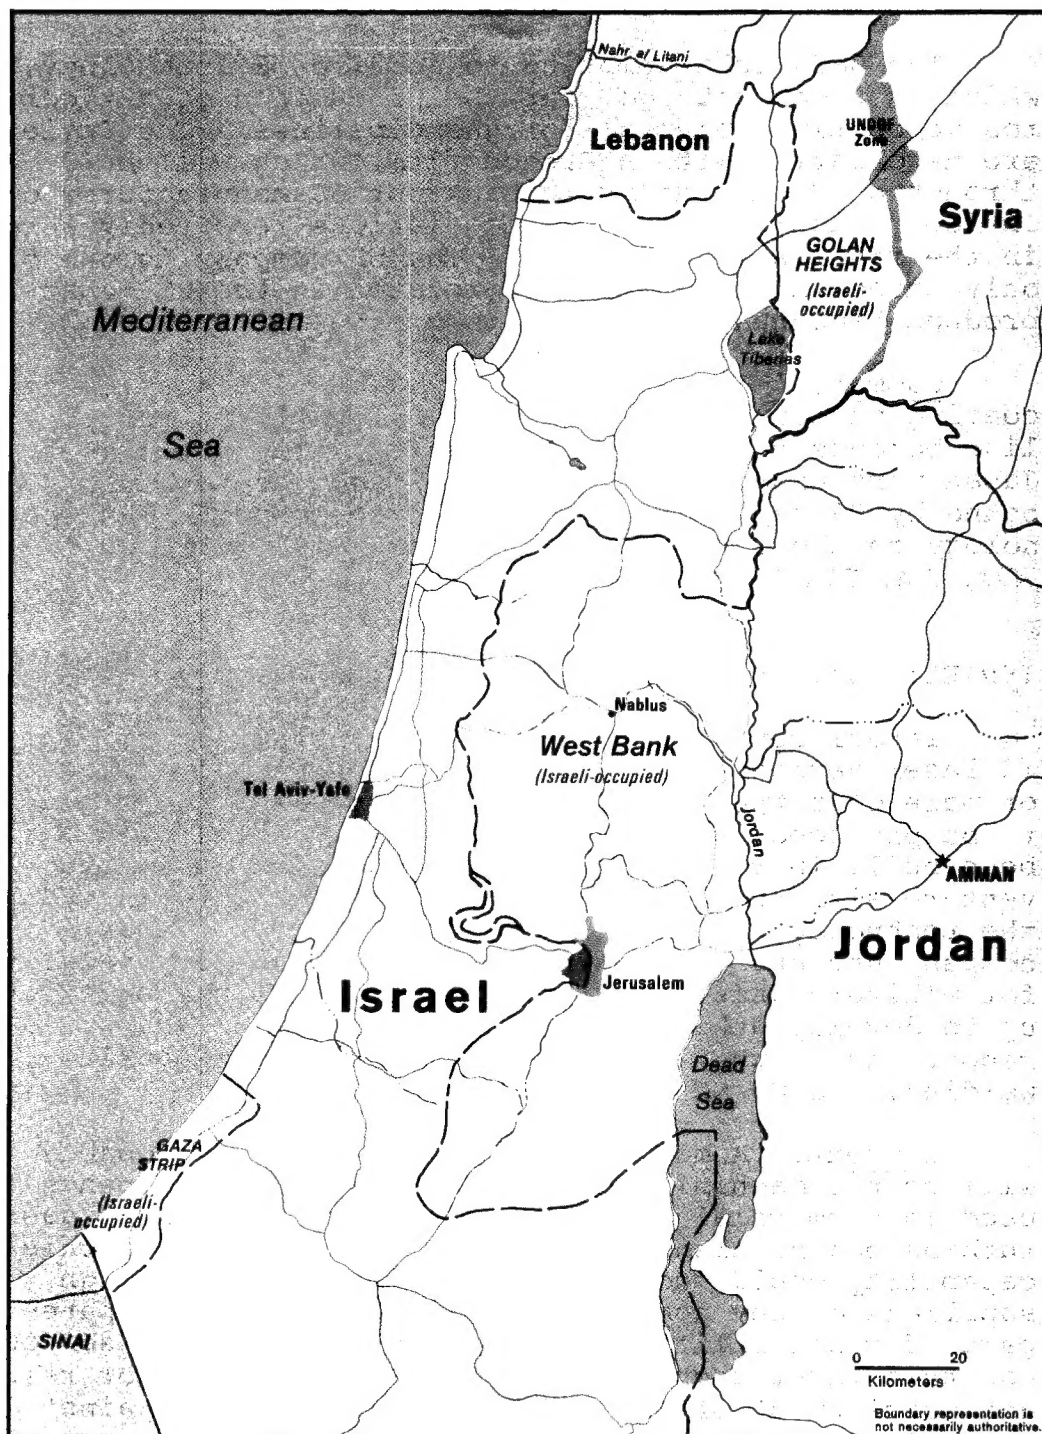 Nahr al Litani
Lebanon
UNDOF
Zone
Syria
GOLAN
HEIGHTS
(Israeli-
occupied)
Mediterranean
Sea
Lake
Tiberias
Nablus
West Bank
(Israeli-occupied)
Tel Aviv-Yafo
Jordan
AMMAN
Jordan
Israel
Jerusalem
Dead
Sea
GAZA
STRIP
(Israeli-
occupied)
SINAI
0 20
Kilometers
Boundary representation is
not necessarily authoritative.